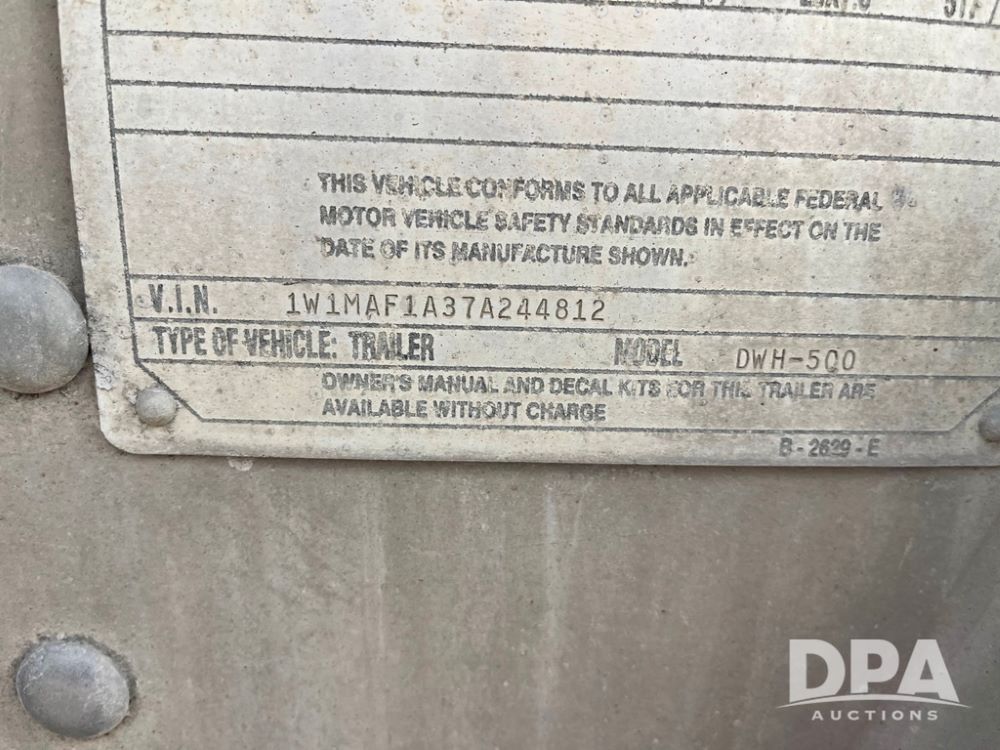 THIS VEHICLE CONFORMS TO ALL APPLICABLE FEDERAL
MOTOR VEHICLE SAFETY STANDARDS IN EFFECT ON THE
DATE OF ITS MANUFACTURE SHOWN.
V.I.N. 1W1MAF1A37A244812
TYPE OF VEHICLE: TRAILER MODEL DWH-500
OWNER'S MANUAL AND DECAL KITS FOR THIS TRAILER ARE
AVAILABLE WITHOUT CHARGE
B-2629-E
DPA
AUCTIONS